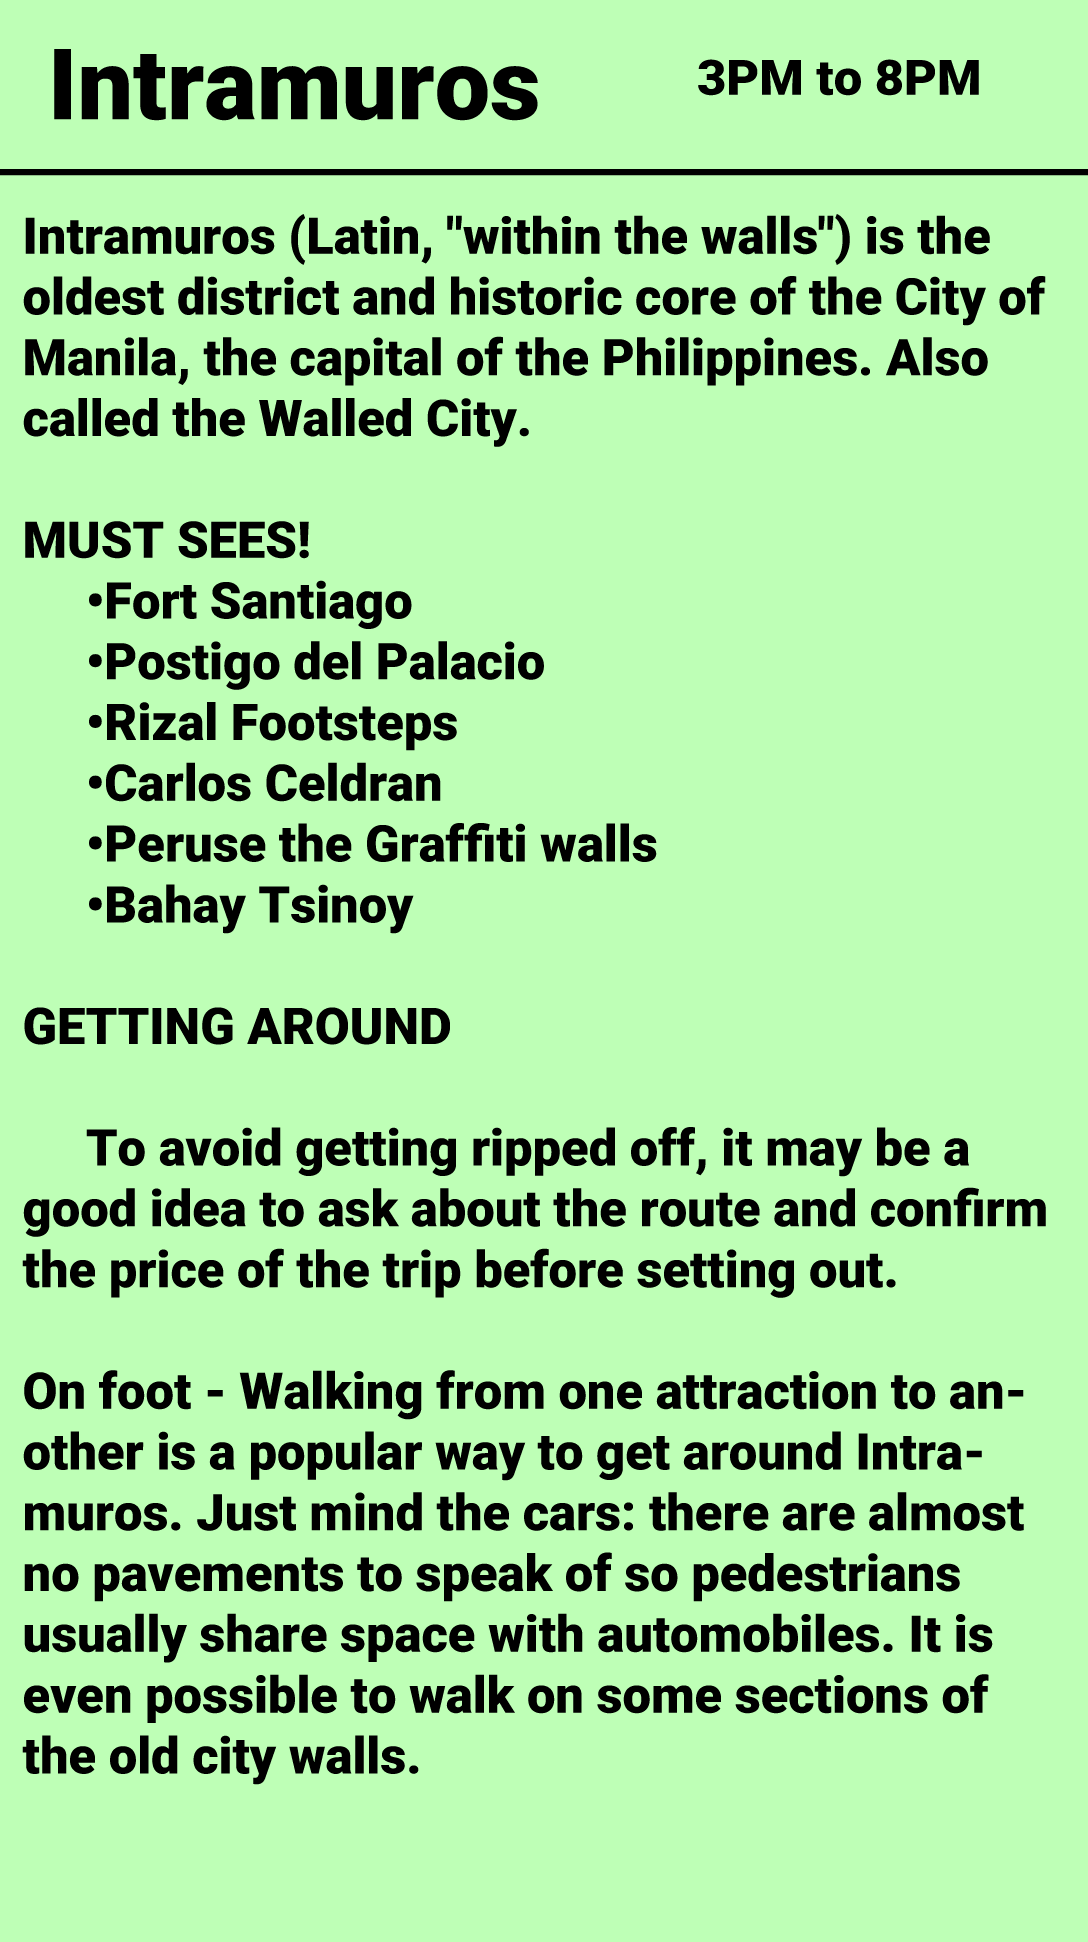 Intramuros
3PM to 8PM
Intramuros (Latin, "within the walls") is the
oldest district and historic core of the City of
Manila, the capital of the Philippines. Also
called the Walled City.
MUST SEES!
•Fort Santiago
•Postigo del Palacio
•Rizal Footsteps
•Carlos Celdran
•Peruse the Graffiti walls
•Bahay Tsinoy
GETTING AROUND
To avoid getting ripped off, it may be a
good idea to ask about the route and confirm
the price of the trip before setting out.
On foot - Walking from one attraction to an-
other is a popular way to get around Intra-
muros. Just mind the cars: there are almost
no pavements to speak of so pedestrians
usually share space with automobiles. It is
even possible to walk on some sections of
the old city walls.